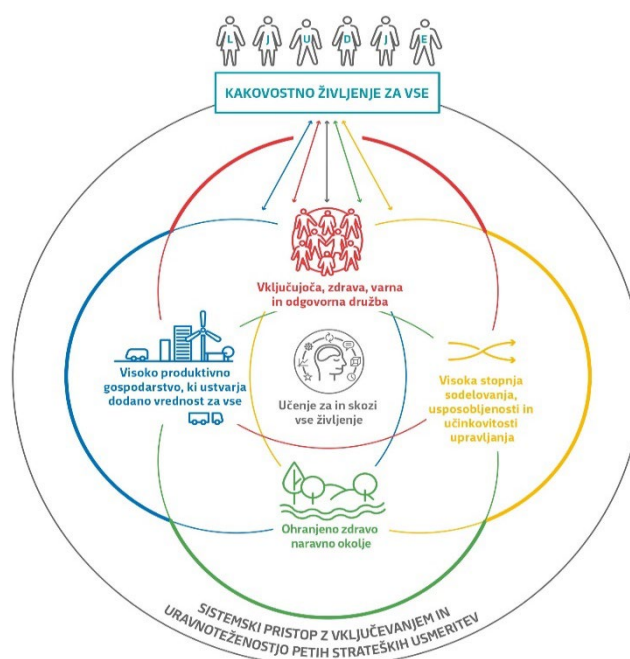 L J U D J E
KAKOVOSTNO ŽIVLJENJE ZA VSE
Vključujoča, zdrava, varna
in odgovorna družba
Visoko produktivno
gospodarstvo, ki ustvarja
dodano vrednost za vse
Učenje za in skozi
vse življenje
Visoka stopnja
sodelovanja,
usposobljenosti in
učinkovitosti
upravljanja
Ohranjeno zdravo
naravno okolje
SISTEMSKI PRISTOP Z VKLJUČEVANJEM IN
URAVNOTEŽENOSTJO PETIH STRATEŠKIH USMERITEV